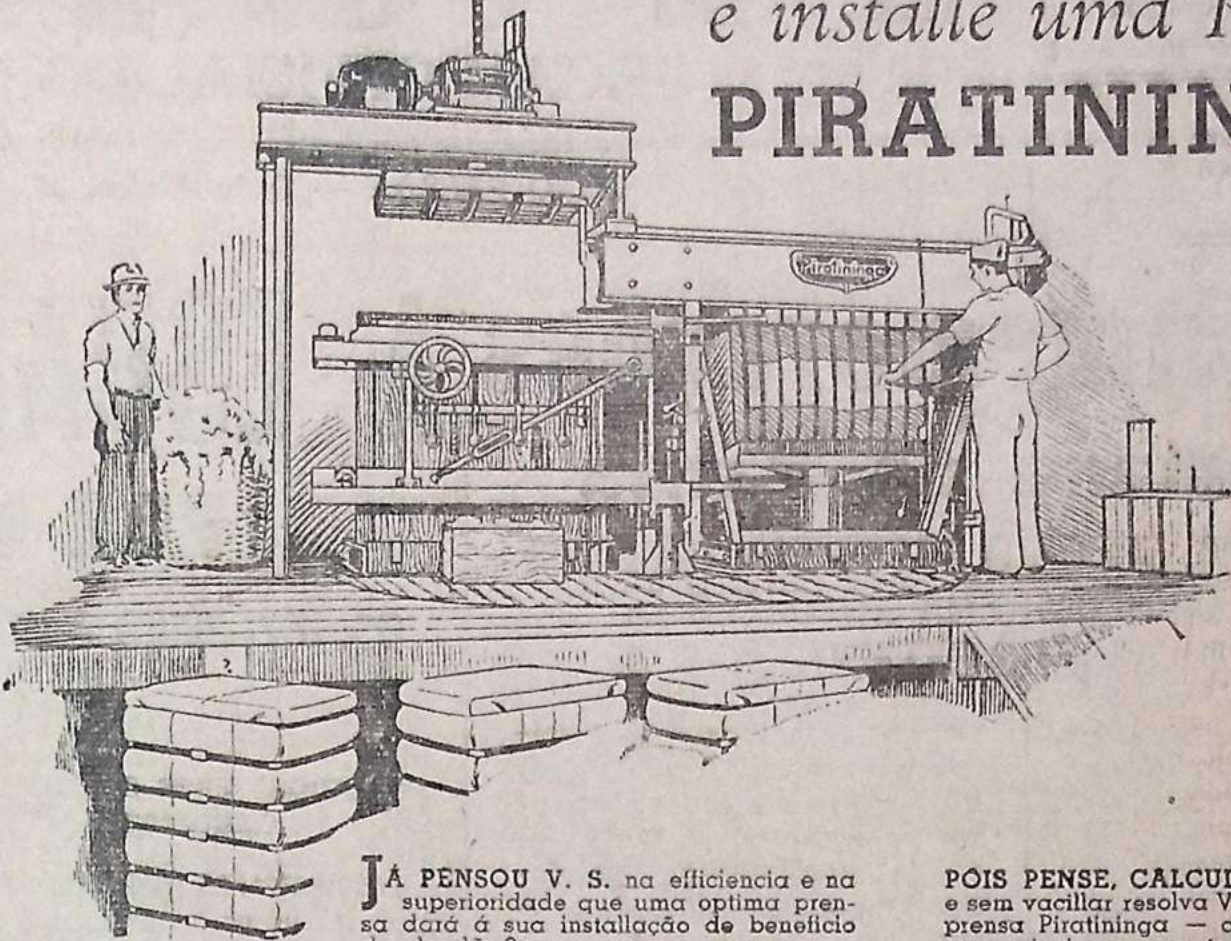 e installe uma
PIRATININ
Piratininga
JÁ PENSOU V. S. na efficiencia e na
superioridade que uma optima pren-
sa dará á sua installação de beneficio
POIS PENSE, CALCUL
e sem vacillar resolva V
prensa Piratininga —